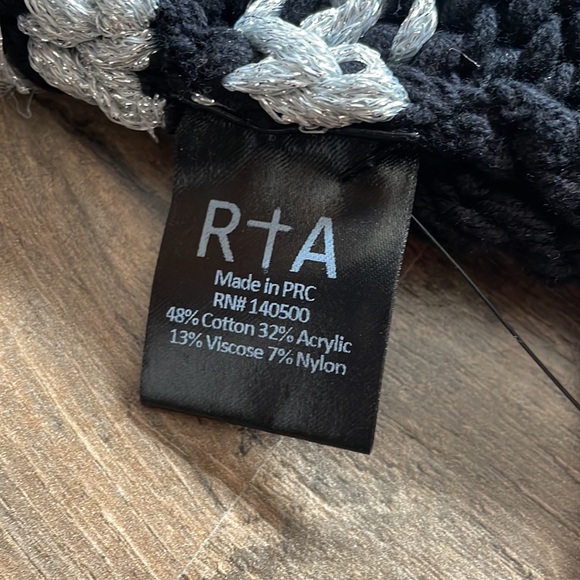 R†A
Made in PRC
RN# 140500
48% Cotton 32% Acrylic
13% Viscose 7% Nylon